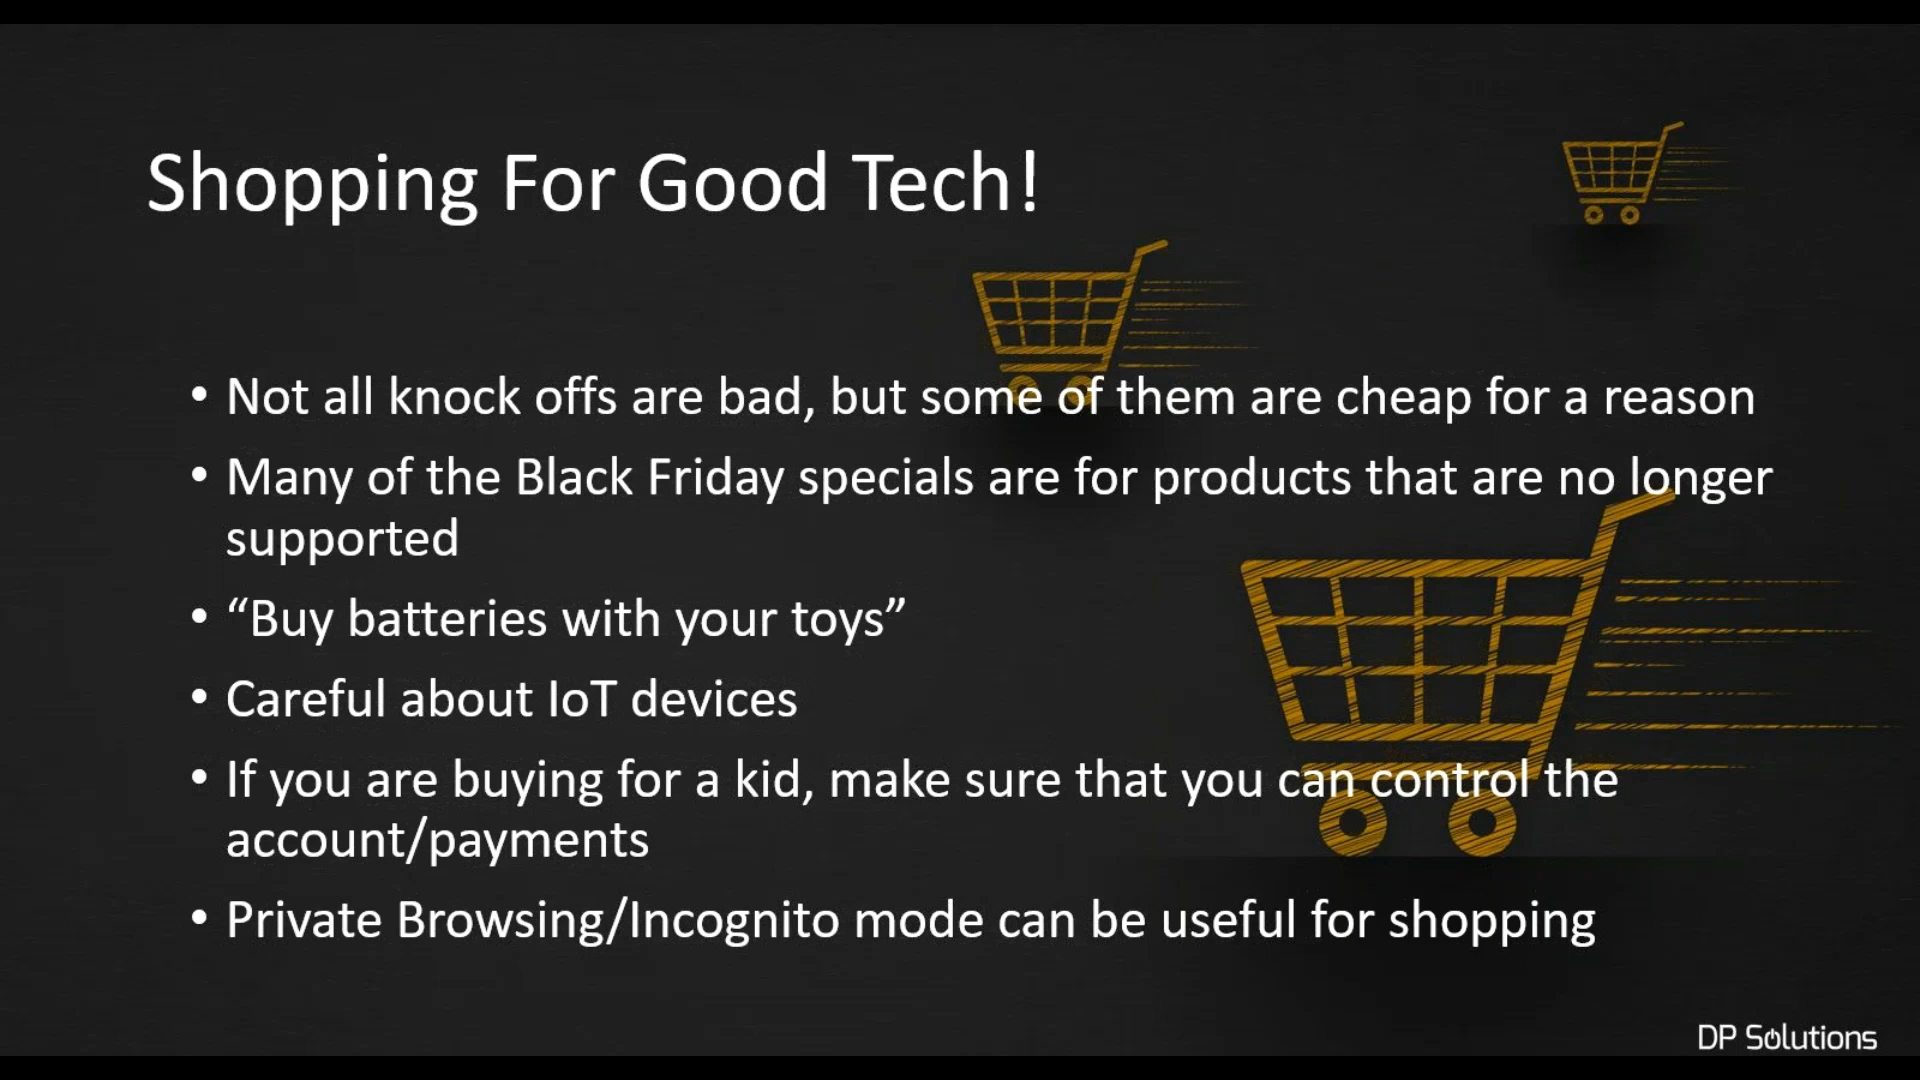 Shopping For Good Tech!
• Not all knock offs are bad, but some of them are cheap for a reason
• Many of the Black Friday specials are for products that are no longer
supported
• “Buy batteries with your toys”
• Careful about IoT devices
• If you are buying for a kid, make sure that you can control the
account/payments
• Private Browsing/Incognito mode can be useful for shopping
DP Solutions